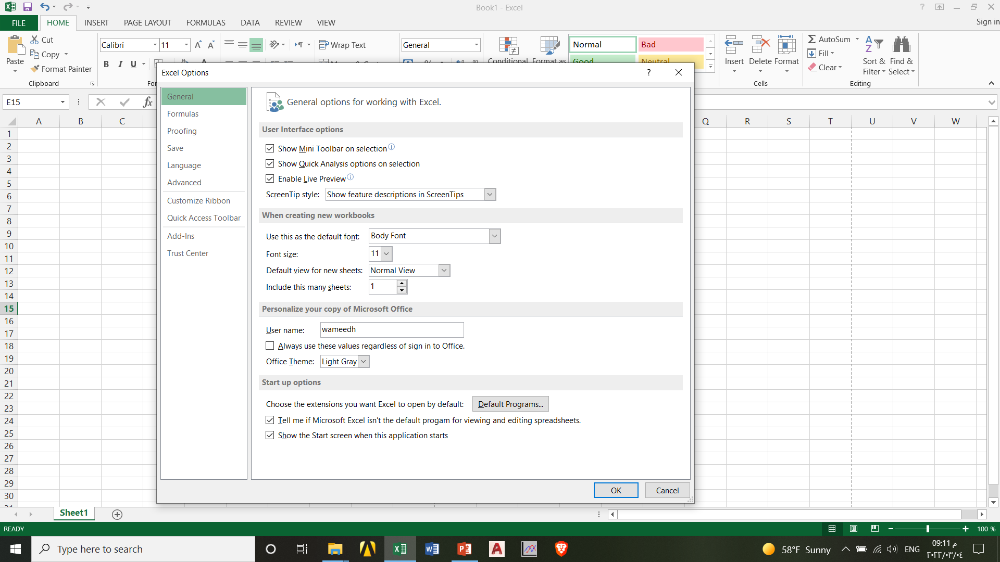 Book1 - Excel
?
FILE HOME INSERT PAGE LAYOUT FORMULAS DATA REVIEW VIEW
Sign in
Paste
Cut
Copy
Format Painter
Clipboard
Calibri 11
B I U
Wrap Text
General
Conditional Format as
Normal Bad
Good Neutral
Insert Delete Format
Cells
AutoSum
Fill
Clear
Sort & Filter
Find & Select
Editing
E15
fx
A B C Q R S T U V W
1
2
3
4
5
6
7
8
9
10
11
12
13
14
15
16
17
18
19
20
21
22
23
24
25
26
27
28
29
30
Excel Options
?
General
Formulas
Proofing
Save
Language
Advanced
Customize Ribbon
Quick Access Toolbar
Add-Ins
Trust Center
General options for working with Excel.
User Interface options
Show Mini Toolbar on selection
Show Quick Analysis options on selection
Enable Live Preview
ScreenTip style: Show feature descriptions in ScreenTips
When creating new workbooks
Use this as the default font: Body Font
Font size: 11
Default view for new sheets: Normal View
Include this many sheets: 1
Personalize your copy of Microsoft Office
User name: wameedh
Always use these values regardless of sign in to Office.
Office Theme: Light Gray
Start up options
Choose the extensions you want Excel to open by default: Default Programs...
Tell me if Microsoft Excel isn't the default progam for viewing and editing spreadsheets.
Show the Start screen when this application starts
OK Cancel
Sheet1
READY
100 %
Type here to search
58°F Sunny
ENG
09:11 م
٢٠٢٢/٠٣/٠٤